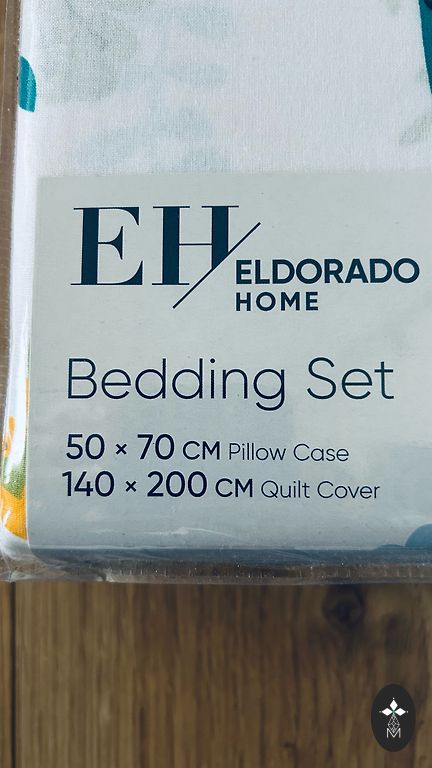 EH
ELDORADO
HOME
Bedding Set
50 × 70 CM Pillow Case
140 × 200 CM Quilt Cover
M